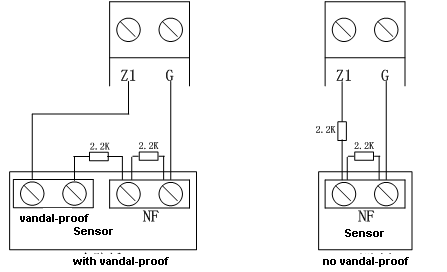 Z1 G Z1 G
2.2K 2.2K 2.2K 2.2K
vandal-proof NF NF
Sensor Sensor
with vandal-proof no vandal-proof